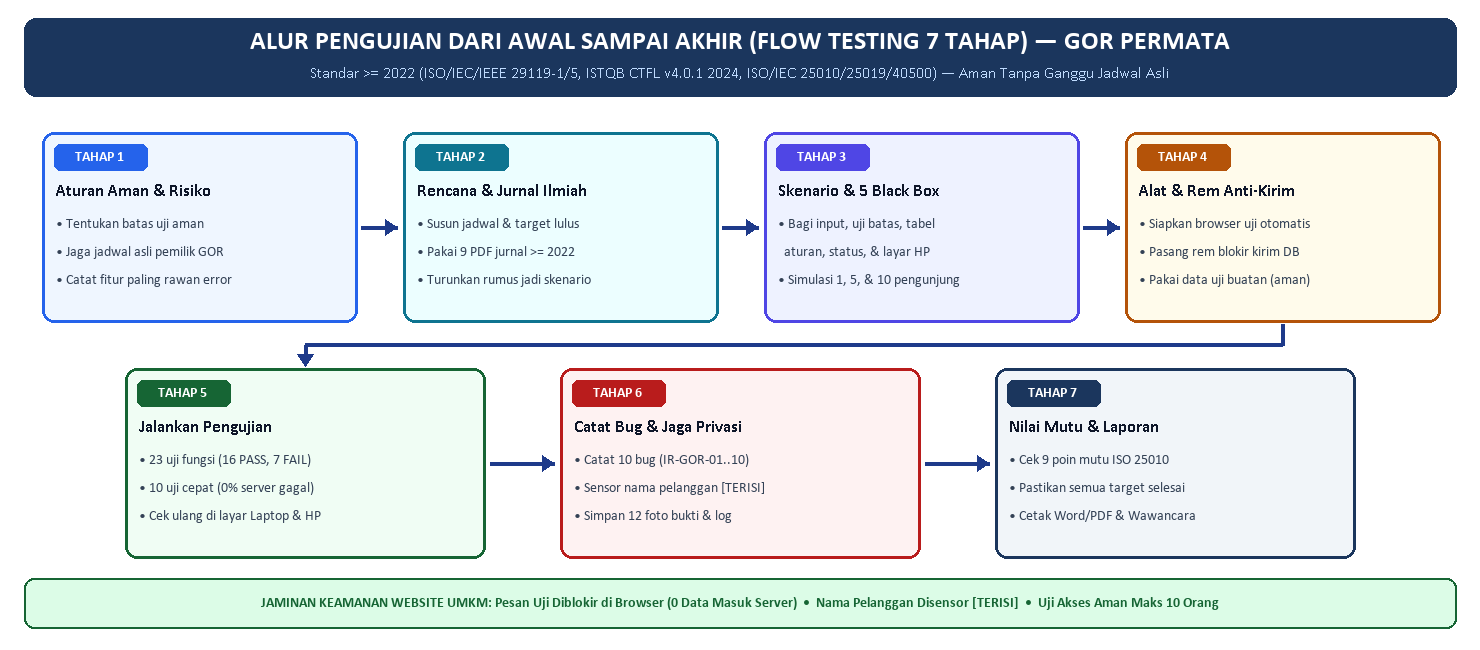 ALUR PENGUJIAN DARI AWAL SAMPAI AKHIR (FLOW TESTING 7 TAHAP) — GOR PERMATA
Standar >= 2022 (ISO/IEC/IEEE 29119-1/5, ISTQB CTFL v4.0.1 2024, ISO/IEC 25010/25019/40500) — Aman Tanpa Ganggu Jadwal Asli
TAHAP 1
Aturan Aman & Risiko
• Tentukan batas uji aman
• Jaga jadwal asli pemilik GOR
• Catat fitur paling rawan error
TAHAP 2
Rencana & Jurnal Ilmiah
• Susun jadwal & target lulus
• Pakai 9 PDF jurnal >= 2022
• Turunkan rumus jadi skenario
TAHAP 3
Skenario & 5 Black Box
• Bagi input, uji batas, tabel
aturan, status, & layar HP
• Simulasi 1, 5, & 10 pengunjung
TAHAP 4
Alat & Rem Anti-Kirim
• Siapkan browser uji otomatis
• Pasang rem blokir kirim DB
• Pakai data uji buatan (aman)
TAHAP 5
Jalankan Pengujian
• 23 uji fungsi (16 PASS, 7 FAIL)
• 10 uji cepat (0% server gagal)
• Cek ulang di layar Laptop & HP
TAHAP 6
Catat Bug & Jaga Privasi
• Catat 10 bug (IR-GOR-01..10)
• Sensor nama pelanggan [TERISI]
• Simpan 12 foto bukti & log
TAHAP 7
Nilai Mutu & Laporan
• Cek 9 poin mutu ISO 25010
• Pastikan semua target selesai
• Cetak Word/PDF & Wawancara
JAMINAN KEAMANAN WEBSITE UMKM: Pesan Uji Diblokir di Browser (0 Data Masuk Server) • Nama Pelanggan Disensor [TERISI] • Uji Akses Aman Maks 10 Orang